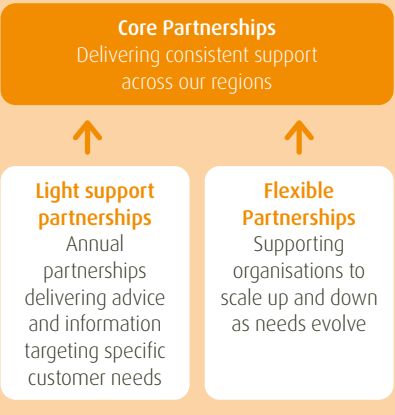 Core Partnerships
Delivering consistent support
across our regions
Light support
partnerships
Annual
partnerships
delivering advice
and information
targeting specific
customer needs
Flexible
Partnerships
Supporting
organisations to
scale up and down
as needs evolve